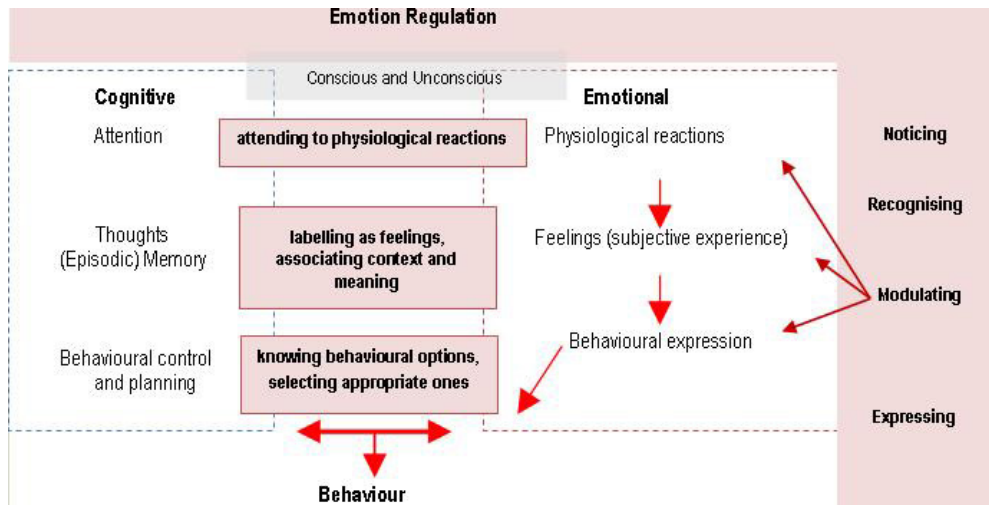 Emotion Regulation
Conscious and Unconscious
Cognitive
Emotional
Attention
attending to physiological reactions
Physiological reactions
Noticing
Recognising
Thoughts
(Episodic) Memory
labelling as feelings,
associating context and
meaning
Feelings (subjective experience)
Modulating
Behavioural control
and planning
knowing behavioural options,
selecting appropriate ones
Behavioural expression
Expressing
Behaviour